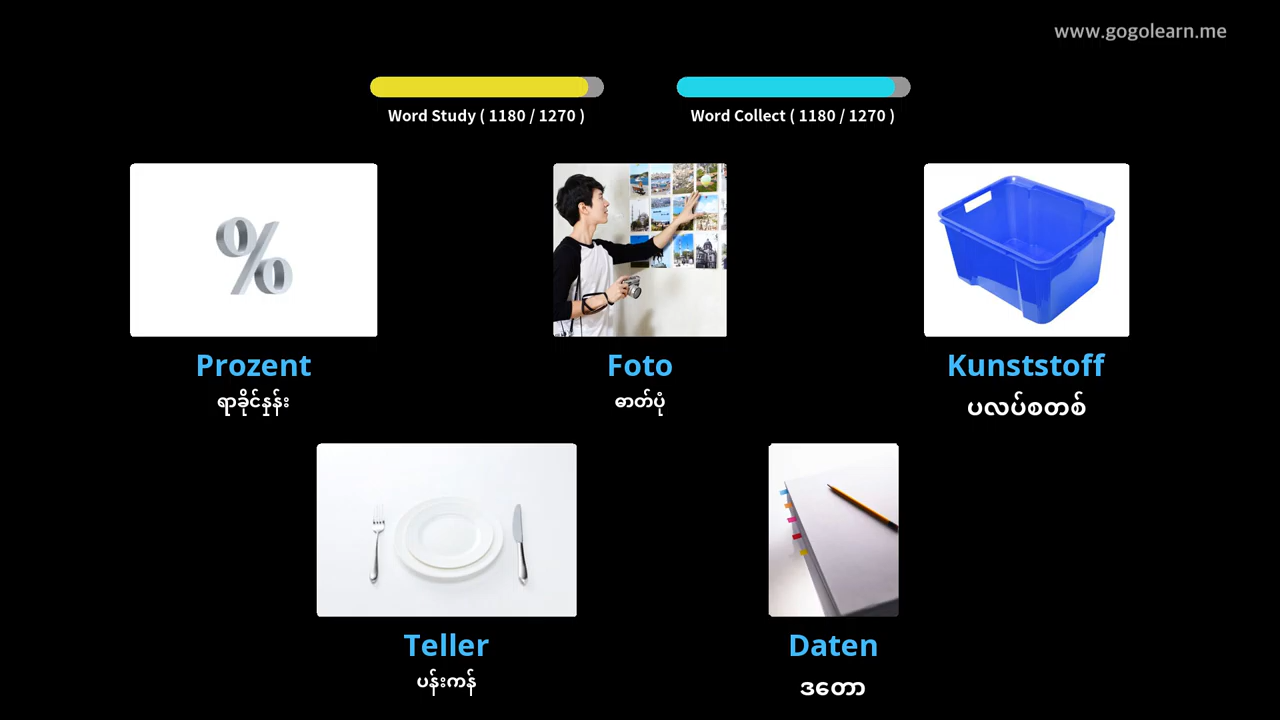 www.gogolearn.me
Word Study ( 1180 / 1270 )
Word Collect ( 1180 / 1270 )
%
Prozent
ရာခိုင်နှန်း
Foto
ဓာတ်ပုံ
Kunststoff
ပလပ်စတစ်
Teller
ပန်းကန်
Daten
ဒတော